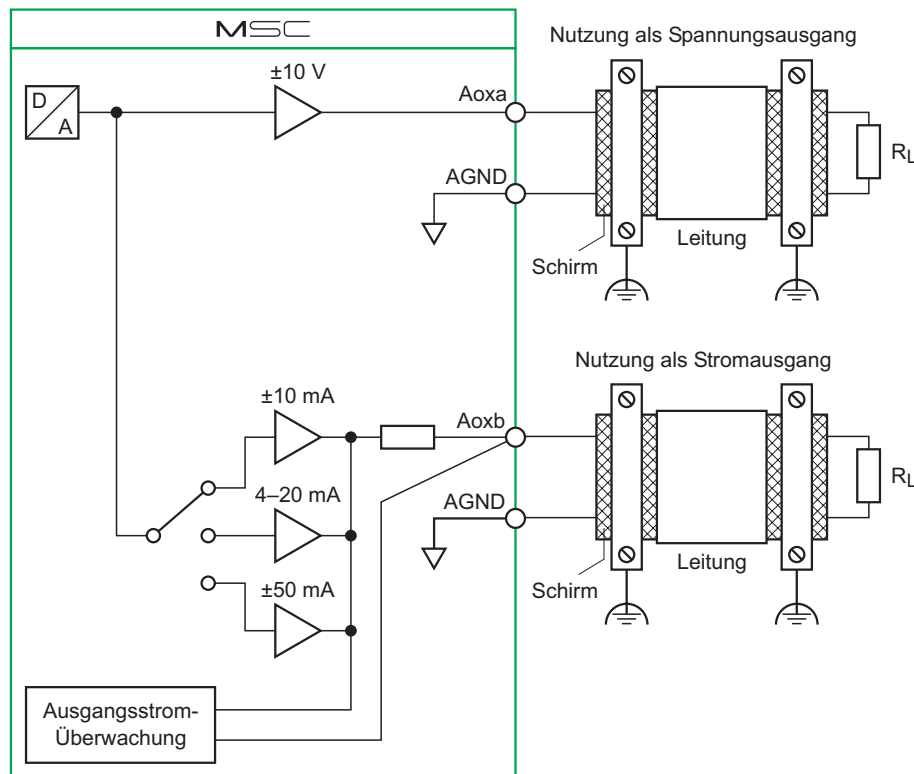 MSC
Nutzung als Spannungsausgang
±10 V
D
A
Aoxa
AGND
RL
Schirm
Leitung
Nutzung als Stromausgang
±10 mA
Aoxb
4–20 mA
AGND
RL
±50 mA
Schirm
Leitung
Ausgangsstrom-
Überwachung